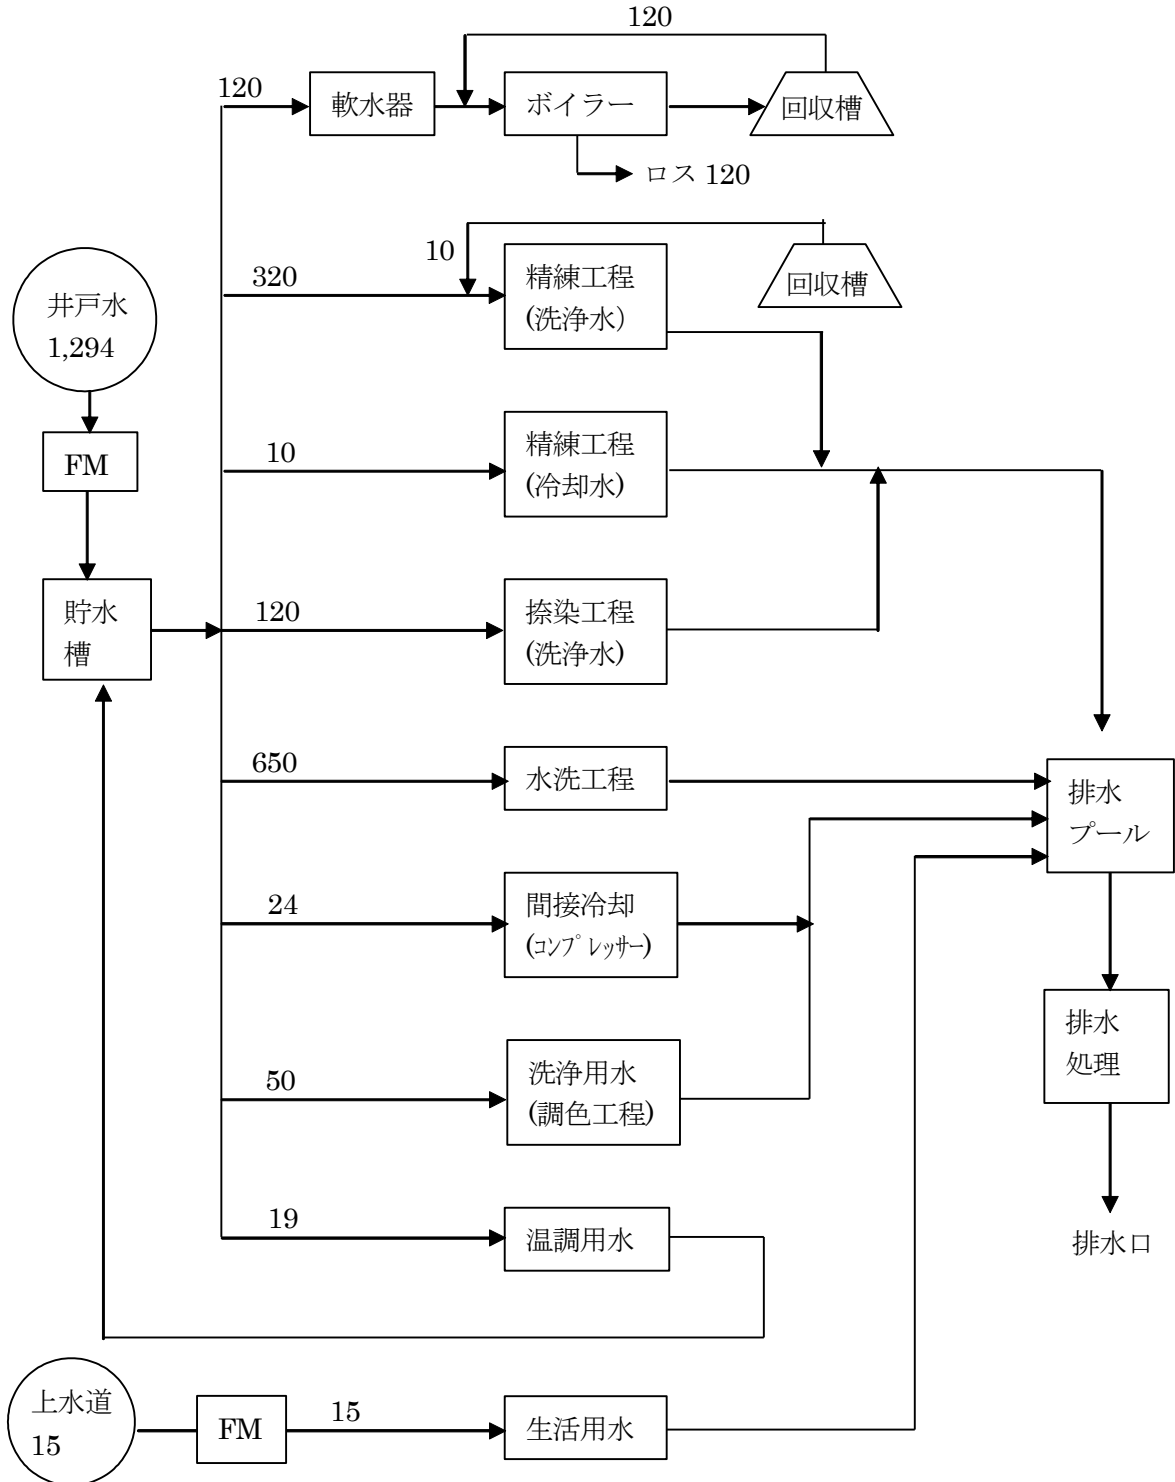 120
120
軟水器
ボイラー
回収槽
ロス 120
10
320
精練工程
(洗浄水)
回収槽
井戸水
1,294
FM
10
精練工程
(冷却水)
貯水
槽
120
捺染工程
(洗浄水)
650
水洗工程
排水
プール
24
間接冷却
(コンプレッサー)
排水
処理
50
洗浄用水
(調色工程)
19
温調用水
排水口
上水道
15
FM
15
生活用水